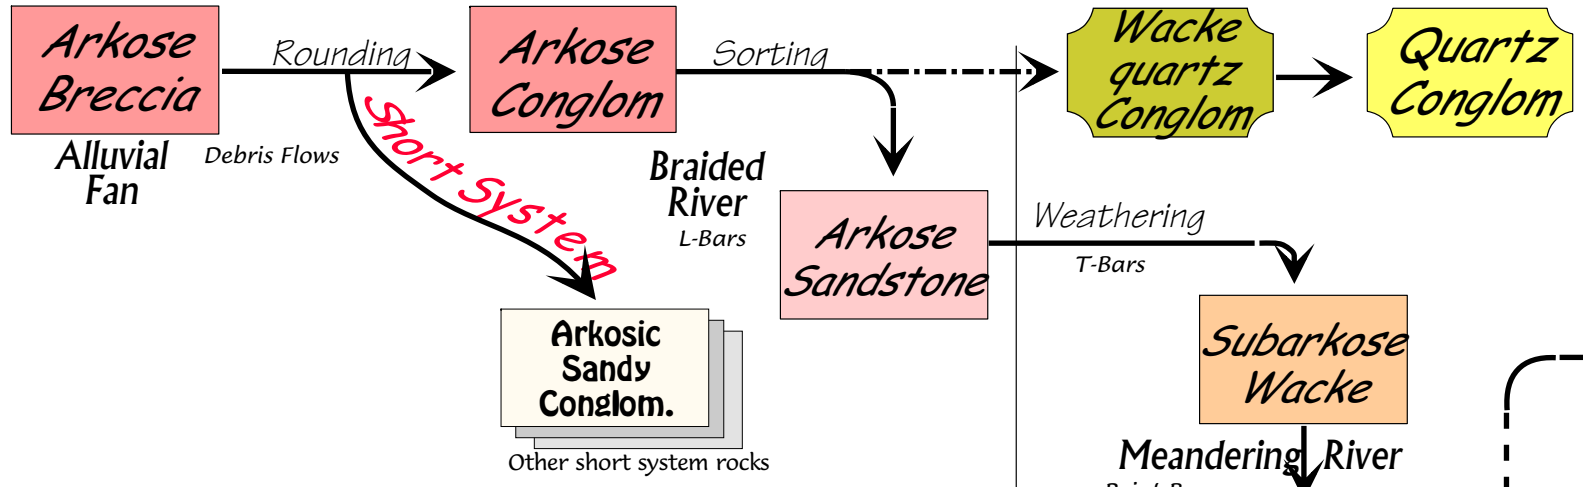 Arkose
Breccia
Rounding
Arkose
Conglom
Sorting
Wacke
quartz
Conglom
Quartz
Conglom
Alluvial
Fan
Debris Flows
Short System
Braided
River
L-Bars
Arkose
Sandstone
Weathering
T-Bars
Arkosic
Sandy
Conglom.
Other short system rocks
Subarkose
Wacke
Meandering River